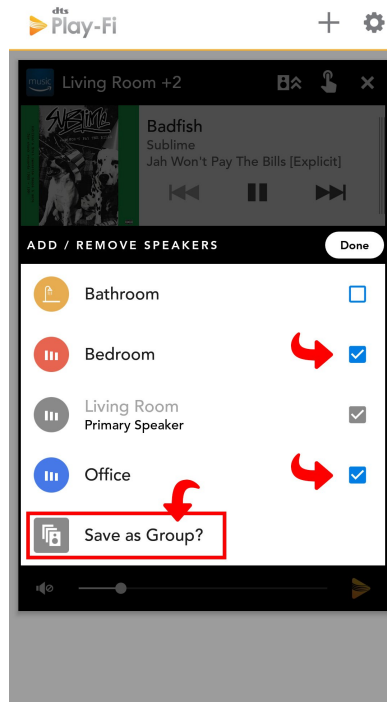 dts
Play-Fi
music
Living Room +2
SUBLIME
Badfish
Sublime
Jah Won't Pay The Bills [Explicit]
ADD / REMOVE SPEAKERS
Done
Bathroom
Bedroom
Living Room
Primary Speaker
Office
Save as Group?